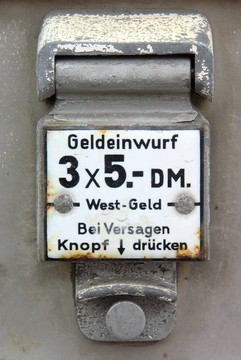 Geldeinwurf
3 x 5.- DM.
West-Geld
Bei Versagen
Knopf ↓ drücken